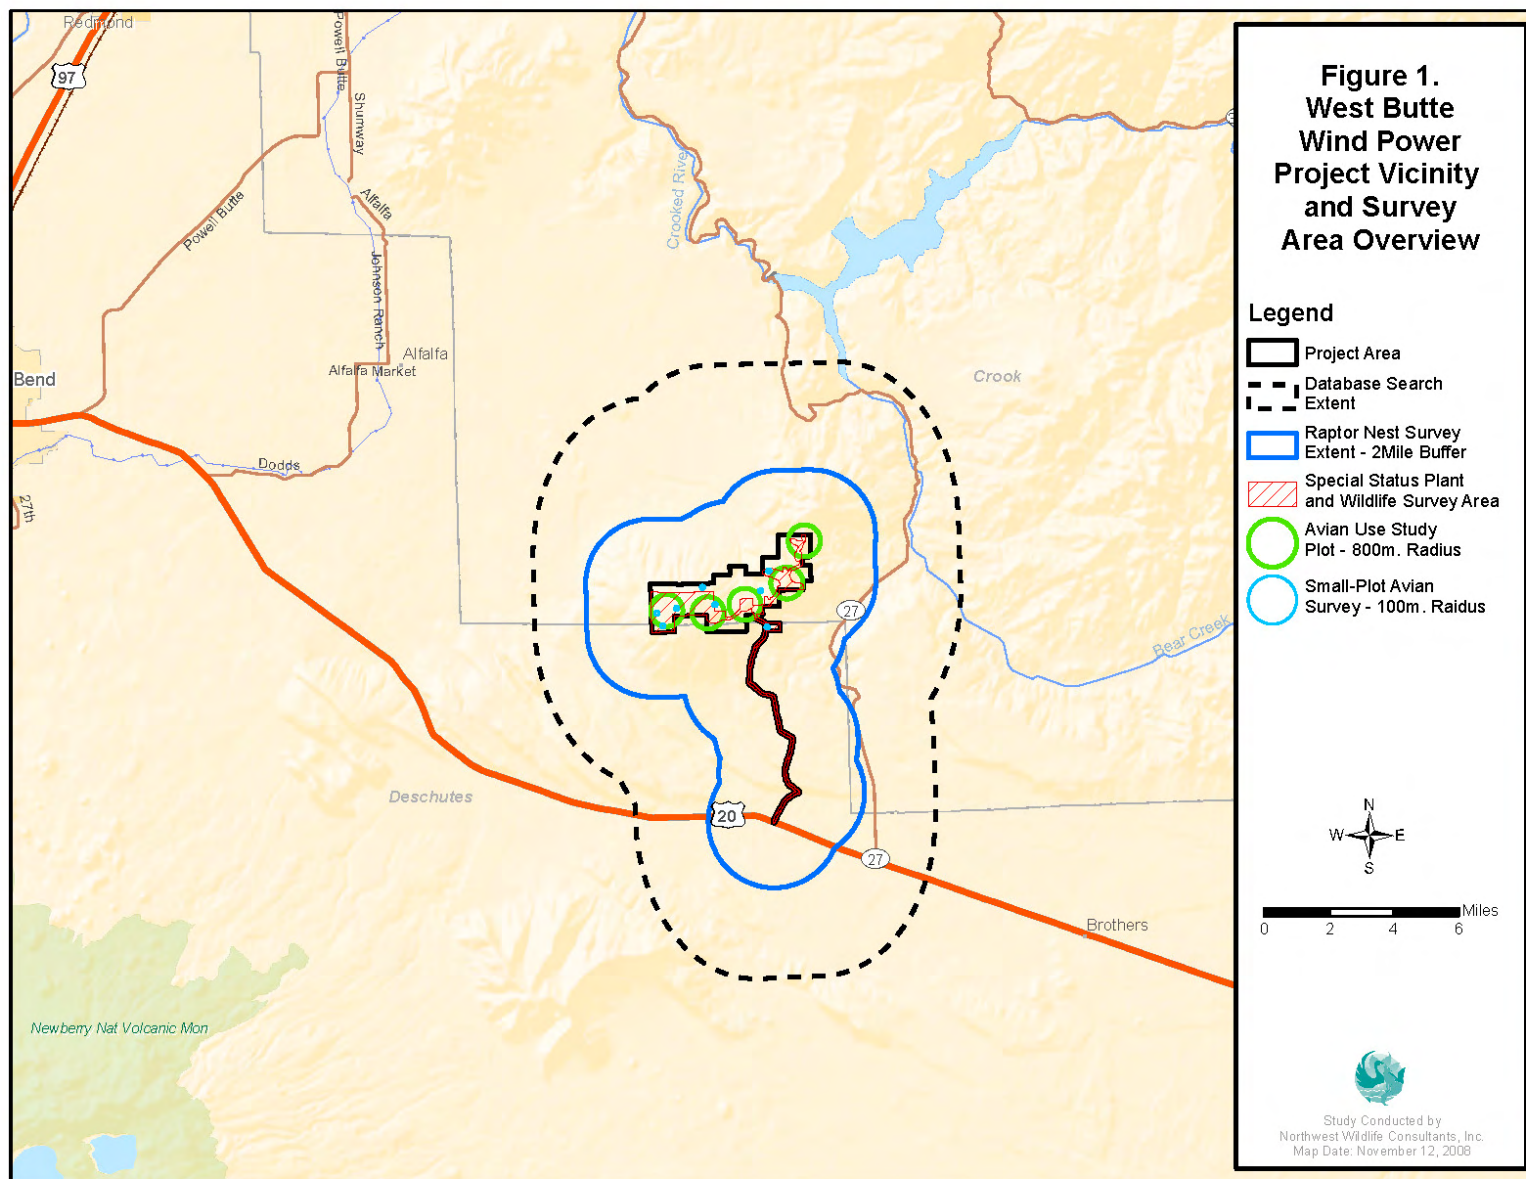 Redmond
97
Powell Butte
Shumway
Powell Butte
Alfalfa
Johnson Ranch
Alfalfa
Alfalfa Market
Bend
Dodds
27th
Crooked River
Crook
27
Bear Creek
Deschutes
20
27
Brothers
Newberry Nat Volcanic Mon
Figure 1.
West Butte
Wind Power
Project Vicinity
and Survey
Area Overview
Legend
Project Area
Database Search
Extent
Raptor Nest Survey
Extent - 2Mile Buffer
Special Status Plant
and Wildlife Survey Area
Avian Use Study
Plot - 800m. Radius
Small-Plot Avian
Survey - 100m. Raidus
N
W E
S
Miles
0 2 4 6
Study Conducted by
Northwest Wildlife Consultants, Inc.
Map Date: November 12, 2008